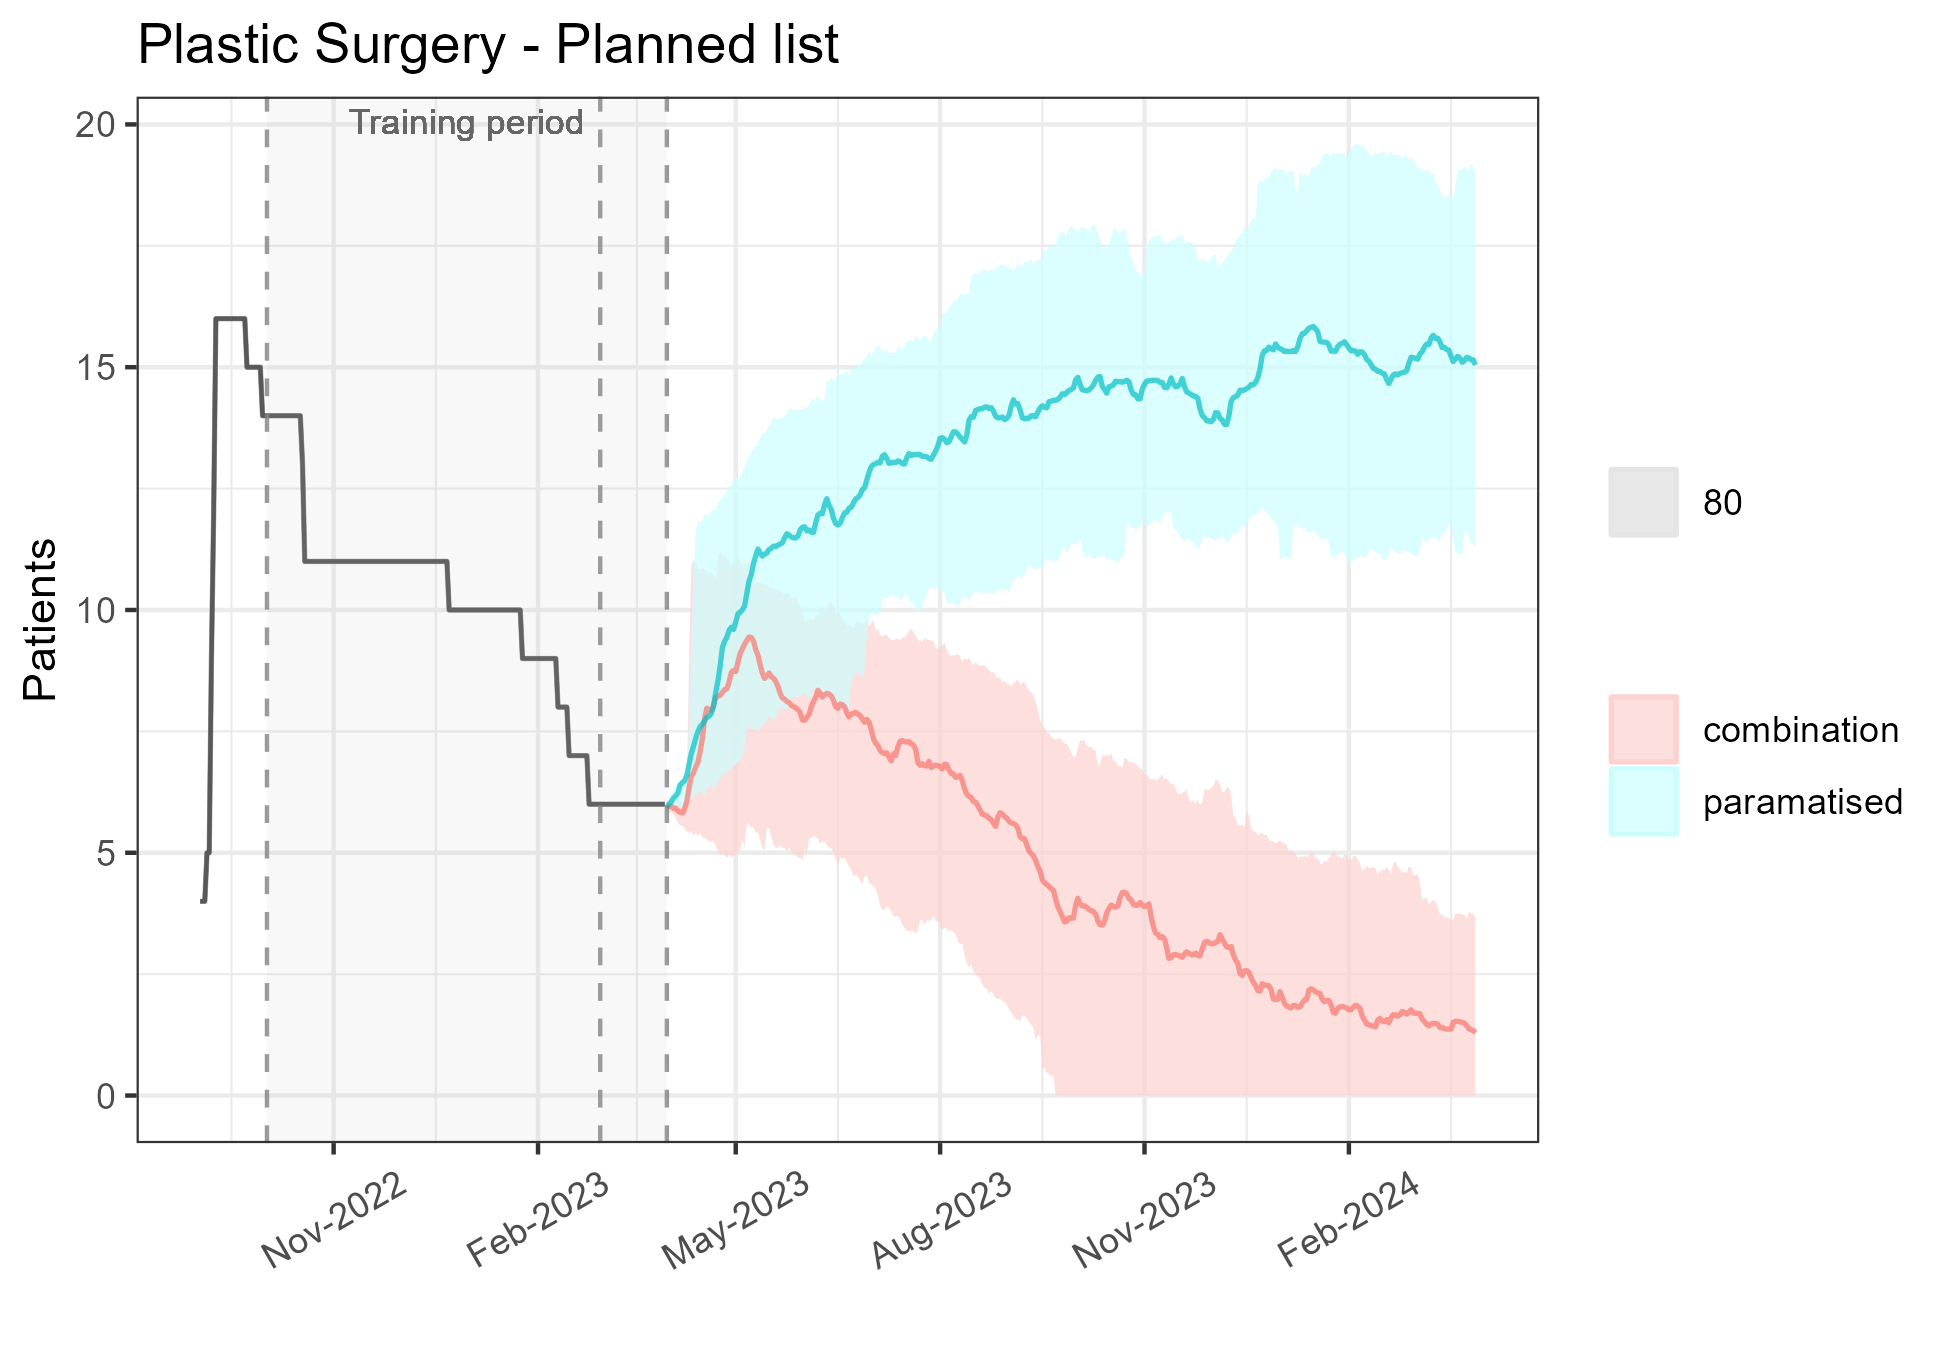 Plastic Surgery - Planned list
Training period
20
15
10
5
0
Patients
Nov-2022
Feb-2023
May-2023
Aug-2023
Nov-2023
Feb-2024
80
combination
paramatised